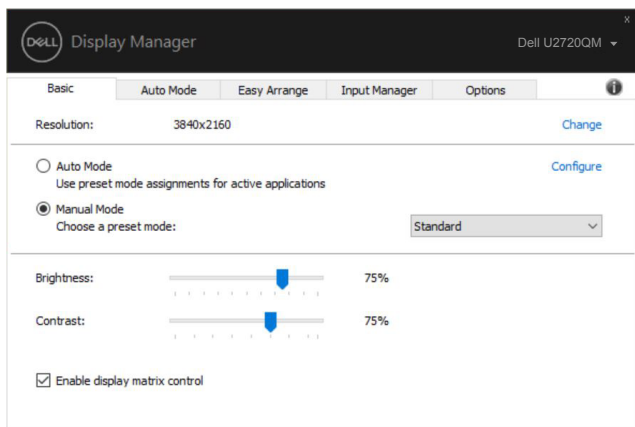 x
DELL Display Manager Dell U2720QM
Basic Auto Mode Easy Arrange Input Manager Options i
Resolution: 3840x2160 Change
Auto Mode Configure
Use preset mode assignments for active applications
Manual Mode
Choose a preset mode: Standard
Brightness: 75%
Contrast: 75%
Enable display matrix control